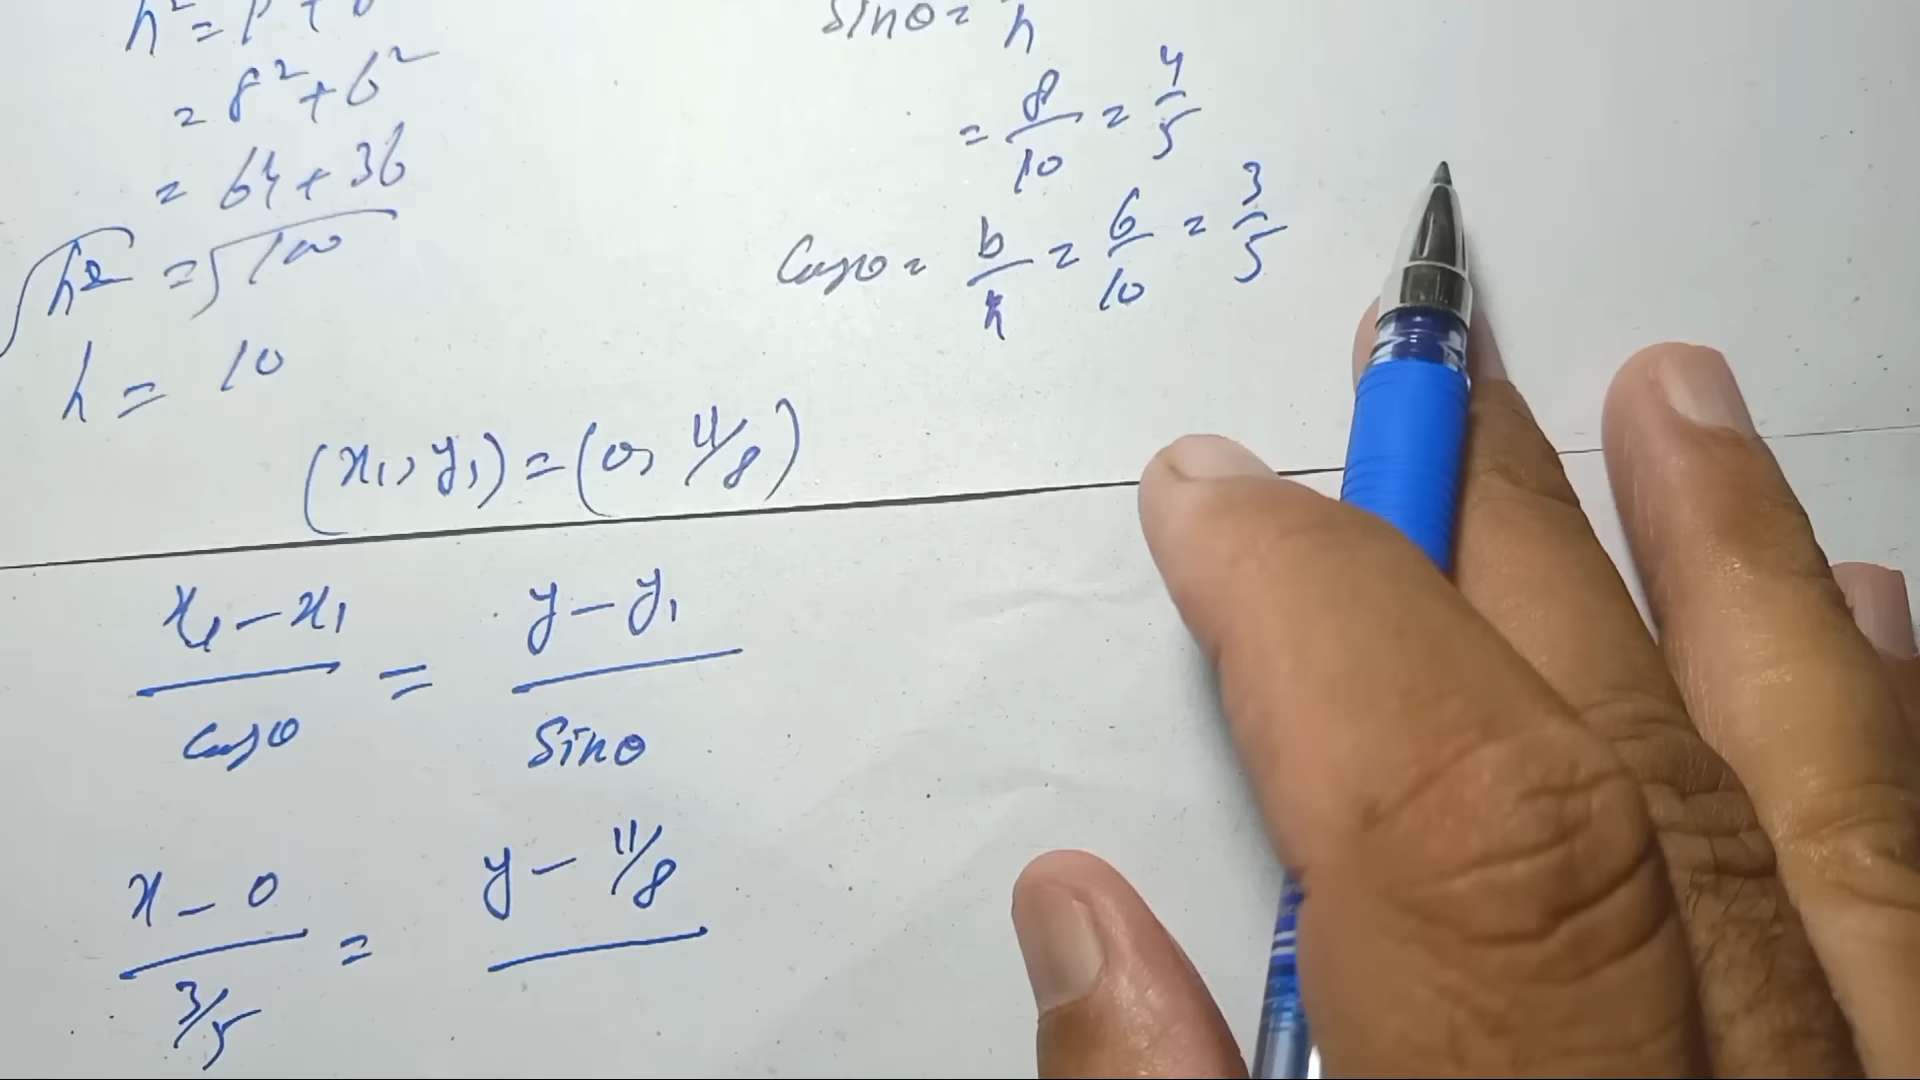 h² = p² + b²
= 8² + 6²
= 64 + 36
√h² = √100
h = 10
sinθ = p/h
= 8/10 = 4/5
Cosθ = b/h = 6/10 = 3/5
(x₁, y₁) = (0, 11/8)
x - x₁ / cosθ = y - y₁ / sinθ
x - 0 / 3/5 = y - 11/8 /